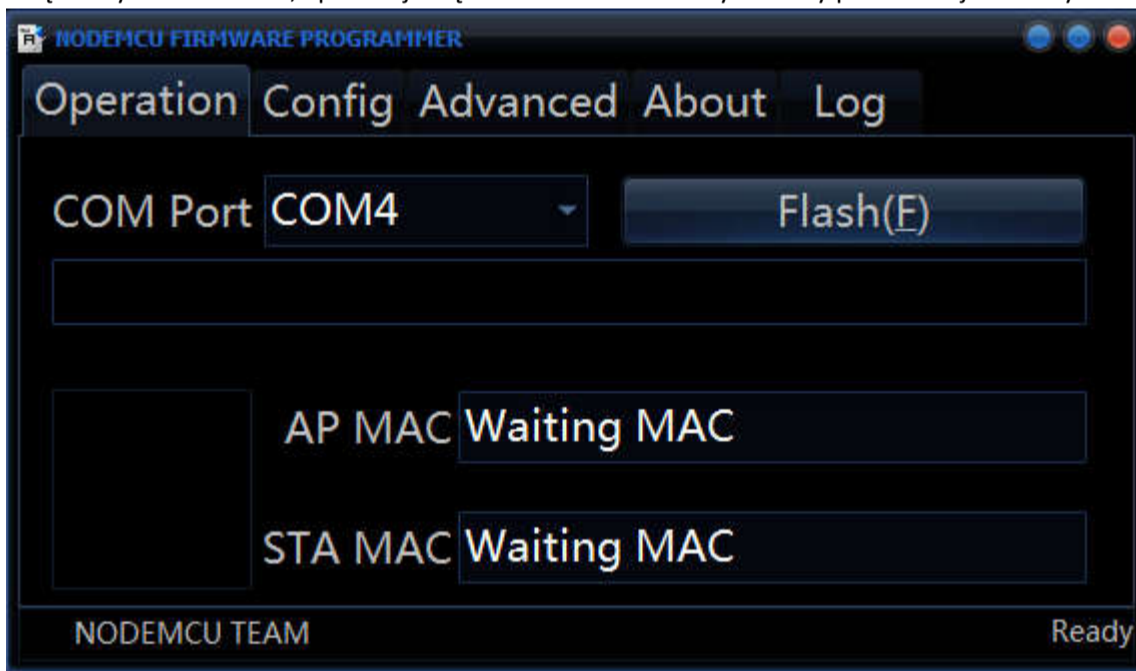 NODEMCU FIRMWARE PROGRAMMER
Operation Config Advanced About Log
COM Port COM4 Flash(F)
AP MAC Waiting MAC
STA MAC Waiting MAC
NODEMCU TEAM Ready